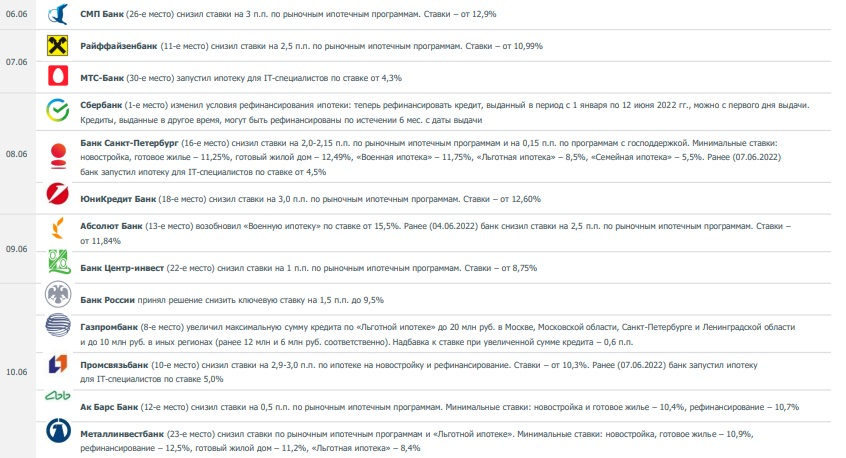 06.06
СМП Банк (26-е место) снизил ставки на 3 п.п. по рыночным ипотечным программам. Ставки – от 12,9%
07.06
Райффайзенбанк (11-е место) снизил ставки на 2,5 п.п. по рыночным ипотечным программам. Ставки – от 10,99%
МТС-Банк (30-е место) запустил ипотеку для IT-специалистов по ставке от 4,3%
08.06
Сбербанк (1-е место) изменил условия рефинансирования ипотеки: теперь рефинансировать кредит, выданный в период с 1 января по 12 июня 2022 гг., можно с первого дня выдачи.
Кредиты, выданные в другое время, могут быть рефинансированы по истечении 6 мес. с даты выдачи
Банк Санкт-Петербург (16-е место) снизил ставки на 2,0-2,15 п.п. по рыночным ипотечным программам и на 0,15 п.п. по программам с господдержкой. Минимальные ставки:
новостройка, готовое жилье – 11,25%, готовый жилой дом – 12,49%, «Военная ипотека» – 11,75%, «Льготная ипотека» – 8,5%, «Семейная ипотека» – 5,5%. Ранее (07.06.2022)
банк запустил ипотеку для IT-специалистов по ставке от 4,5%
ЮниКредит Банк (18-е место) снизил ставки на 3,0 п.п. по рыночным ипотечным программам. Ставки – от 12,60%
09.06
Абсолют Банк (13-е место) возобновил «Военную ипотеку» по ставке от 15,5%. Ранее (04.06.2022) банк снизил ставки на 2,5 п.п. по рыночным ипотечным программам. Ставки –
от 11,84%
Банк Центр-инвест (22-е место) снизил ставки на 1 п.п. по рыночным ипотечным программам. Ставки – от 8,75%
10.06
Банк России принял решение снизить ключевую ставку на 1,5 п.п. до 9,5%
Газпромбанк (8-е место) увеличил максимальную сумму кредита по «Льготной ипотеке» до 20 млн руб. в Москве, Московской области, Санкт-Петербурге и Ленинградской области
и до 10 млн руб. в иных регионах (ранее 12 млн и 6 млн руб. соответственно). Надбавка к ставке при увеличенной сумме кредита – 0,6 п.п.
Промсвязьбанк (10-е место) снизил ставки на 2,9-3,0 п.п. по ипотеке на новостройку и рефинансирование. Ставки – от 10,3%. Ранее (07.06.2022) банк запустил ипотеку
для IT-специалистов по ставке 5,0%
Ак Барс Банк (12-е место) снизил ставки на 0,5 п.п. по рыночным ипотечным программам. Минимальные ставки: новостройка и готовое жилье – 10,4%, рефинансирование – 10,7%
Металлинвестбанк (23-е место) снизил ставки по рыночным ипотечным программам и «Льготной ипотеке». Минимальные ставки: новостройка, готовое жилье – 10,9%,
рефинансирование – 12,5%, готовый жилой дом – 11,2%, «Льготная ипотека» – 8,4%